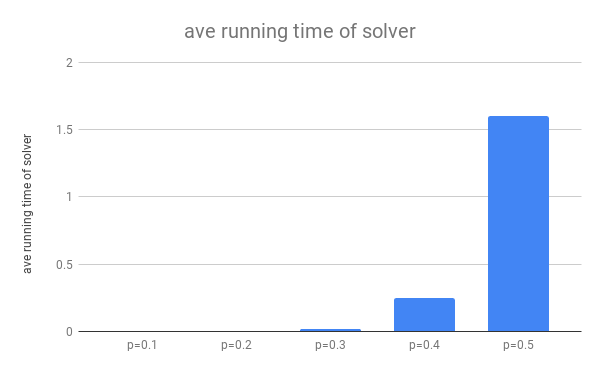 ave running time of solver
ave running time of solver
2
1.5
1
0.5
0
p=0.1 p=0.2 p=0.3 p=0.4 p=0.5